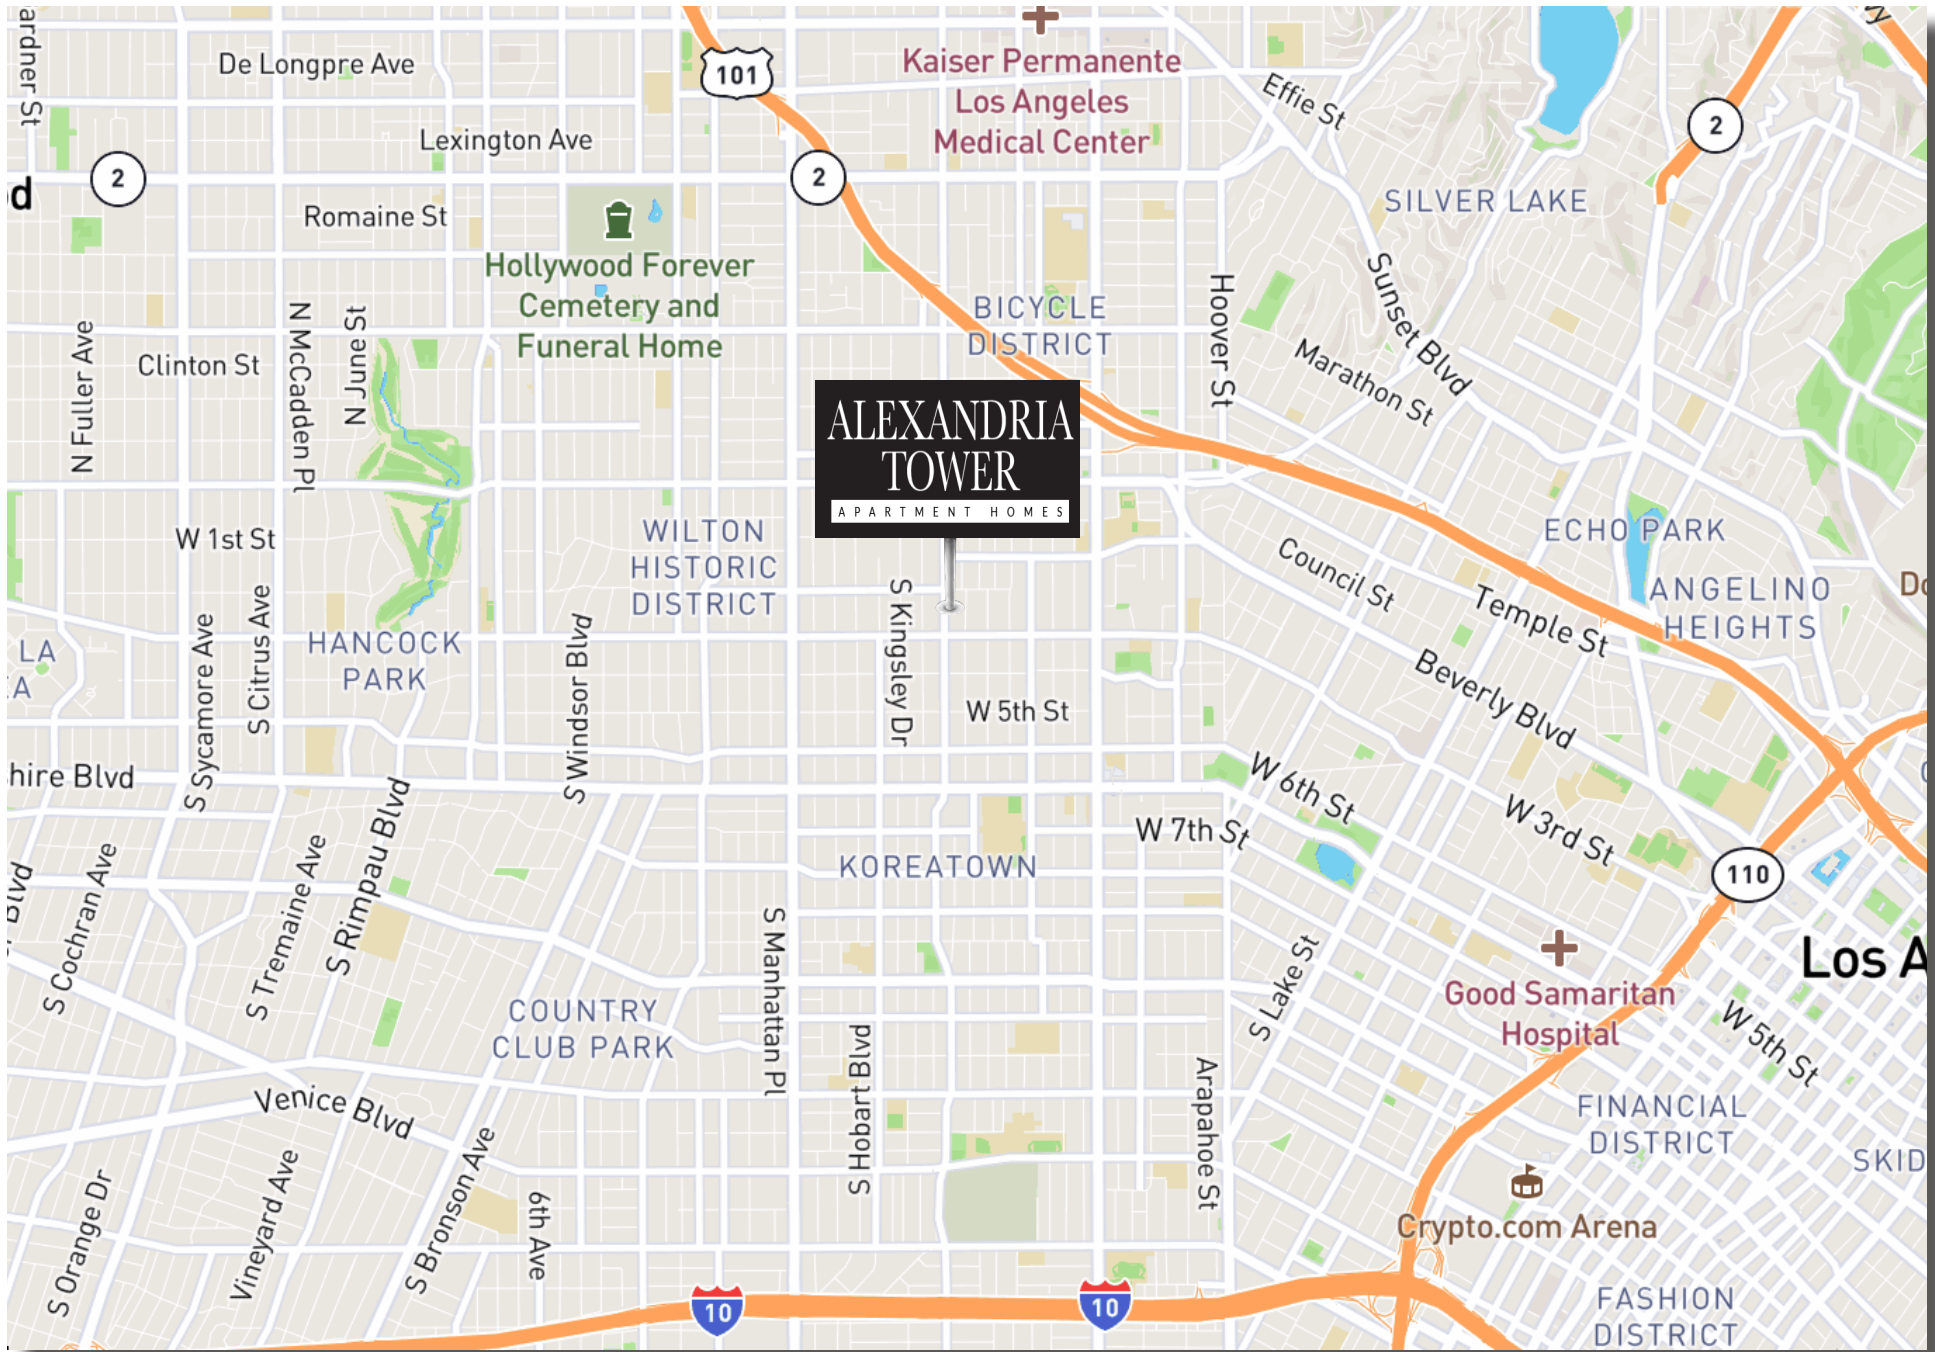 ardner St
De Longpre Ave
101
Kaiser Permanente
Los Angeles
Medical Center
Effie St
2
Lexington Ave
2
2
d
Romaine St
SILVER LAKE
Hollywood Forever
Cemetery and
Funeral Home
N Fuller Ave
Clinton St
N McCadden Pl
N June St
BICYCLE
DISTRICT
Hoover St
Sunset Blvd
Marathon St
ALEXANDRIA
TOWER
APARTMENT HOMES
W 1st St
WILTON
HISTORIC
DISTRICT
Council St
ECHO PARK
Temple St
ANGELINO
HEIGHTS
Do
LA
EA
HANCOCK
PARK
S Sycamore Ave
S Citrus Ave
S Windsor Blvd
S Kingsley Dr
W 5th St
Beverly Blvd
hire Blvd
W 6th St
W 3rd St
W 7th St
KOREATOWN
110
Blvd
S Cochran Ave
S Tremaine Ave
S Rimpau Blvd
S Manhattan Pl
S Lake St
Los A
Good Samaritan
Hospital
W 5th St
COUNTRY
CLUB PARK
S Hobart Blvd
Arapahoe St
Venice Blvd
FINANCIAL
DISTRICT
SKID
S Orange Dr
Vineyard Ave
S Bronson Ave
6th Ave
Crypto.com Arena
10
10
FASHION
DISTRICT